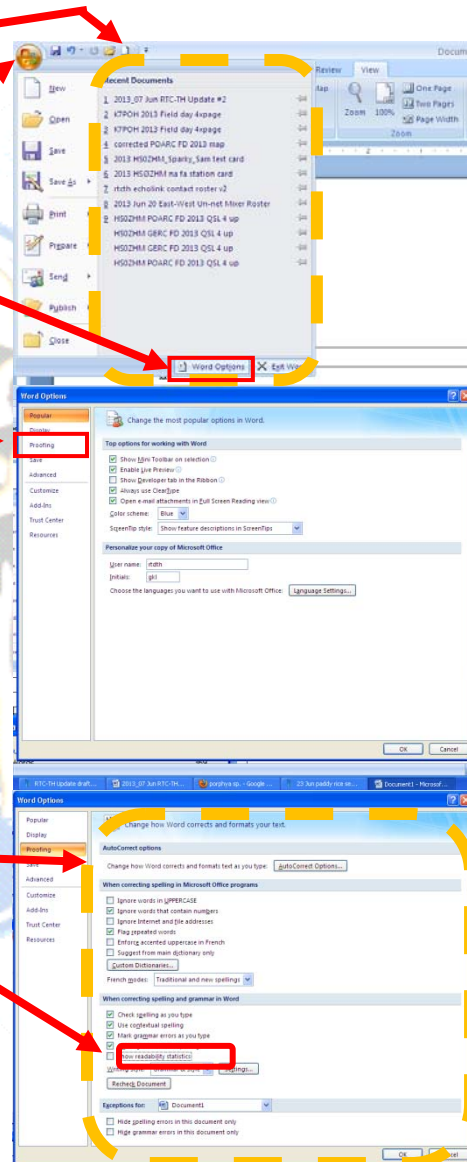 Docum
Review View
Map
Zoom 100% One Page
Two Pages
Page Width
Zoom
New
Open
Save
Save As
Print
Prepare
Send
Publish
Close
Recent Documents
1 2013_07 Jun RTC-TH Update #2
2 K7POH 2013 Field day 4xpage
3 K7POH 2013 Field day 4xpage
4 corrected POARC FD 2013 map
5 2013 HS0ZHM_Sparky_Sam text card
6 2013 HS0ZHM na fa station card
7 rtdth echolink contact roster v2
8 2013 Jun 20 East-West Un-net Mixer Roster
9 HS0ZHM POARC FD 2013 QSL 4 up
HS0ZHM GERC FD 2013 QSL 4 up
HS0ZHM GERC FD 2013 QSL 4 up
HS0ZHM POARC FD 2013 QSL 4 up
Word Options Exit Wo
Word Options
Popular
Display
Proofing
Save
Advanced
Customize
Add-Ins
Trust Center
Resources
Change the most popular options in Word.
Top options for working with Word
Show Mini Toolbar on selection
Enable Live Preview
Show Developer tab in the Ribbon
Always use ClearType
Open e-mail attachments in Full Screen Reading view
Color scheme: Blue
ScreenTip style: Show feature descriptions in ScreenTips
Personalize your copy of Microsoft Office
User name: rtdth
Initials: gkl
Choose the languages you want to use with Microsoft Office: Language Settings...
OK Cancel
RTC-TH Update draft... 2013_07 Jun RTC-TH... porphya sp. - Google ... 23 Jun paddy rice se... Document1 - Microsof...
Word Options
Popular
Display
Proofing
Save
Advanced
Customize
Add-Ins
Trust Center
Resources
Change how Word corrects and formats your text.
AutoCorrect options
Change how Word corrects and formats text as you type: AutoCorrect Options...
When correcting spelling in Microsoft Office programs
Ignore words in UPPERCASE
Ignore words that contain numbers
Ignore Internet and file addresses
Flag repeated words
Enforce accented uppercase in French
Suggest from main dictionary only
Custom Dictionaries...
French modes: Traditional and new spellings
When correcting spelling and grammar in Word
Check spelling as you type
Use contextual spelling
Mark grammar errors as you type
Show readability statistics
Writing Style: Settings...
Recheck Document
Exceptions for: Document1
Hide spelling errors in this document only
Hide grammar errors in this document only
OK cel